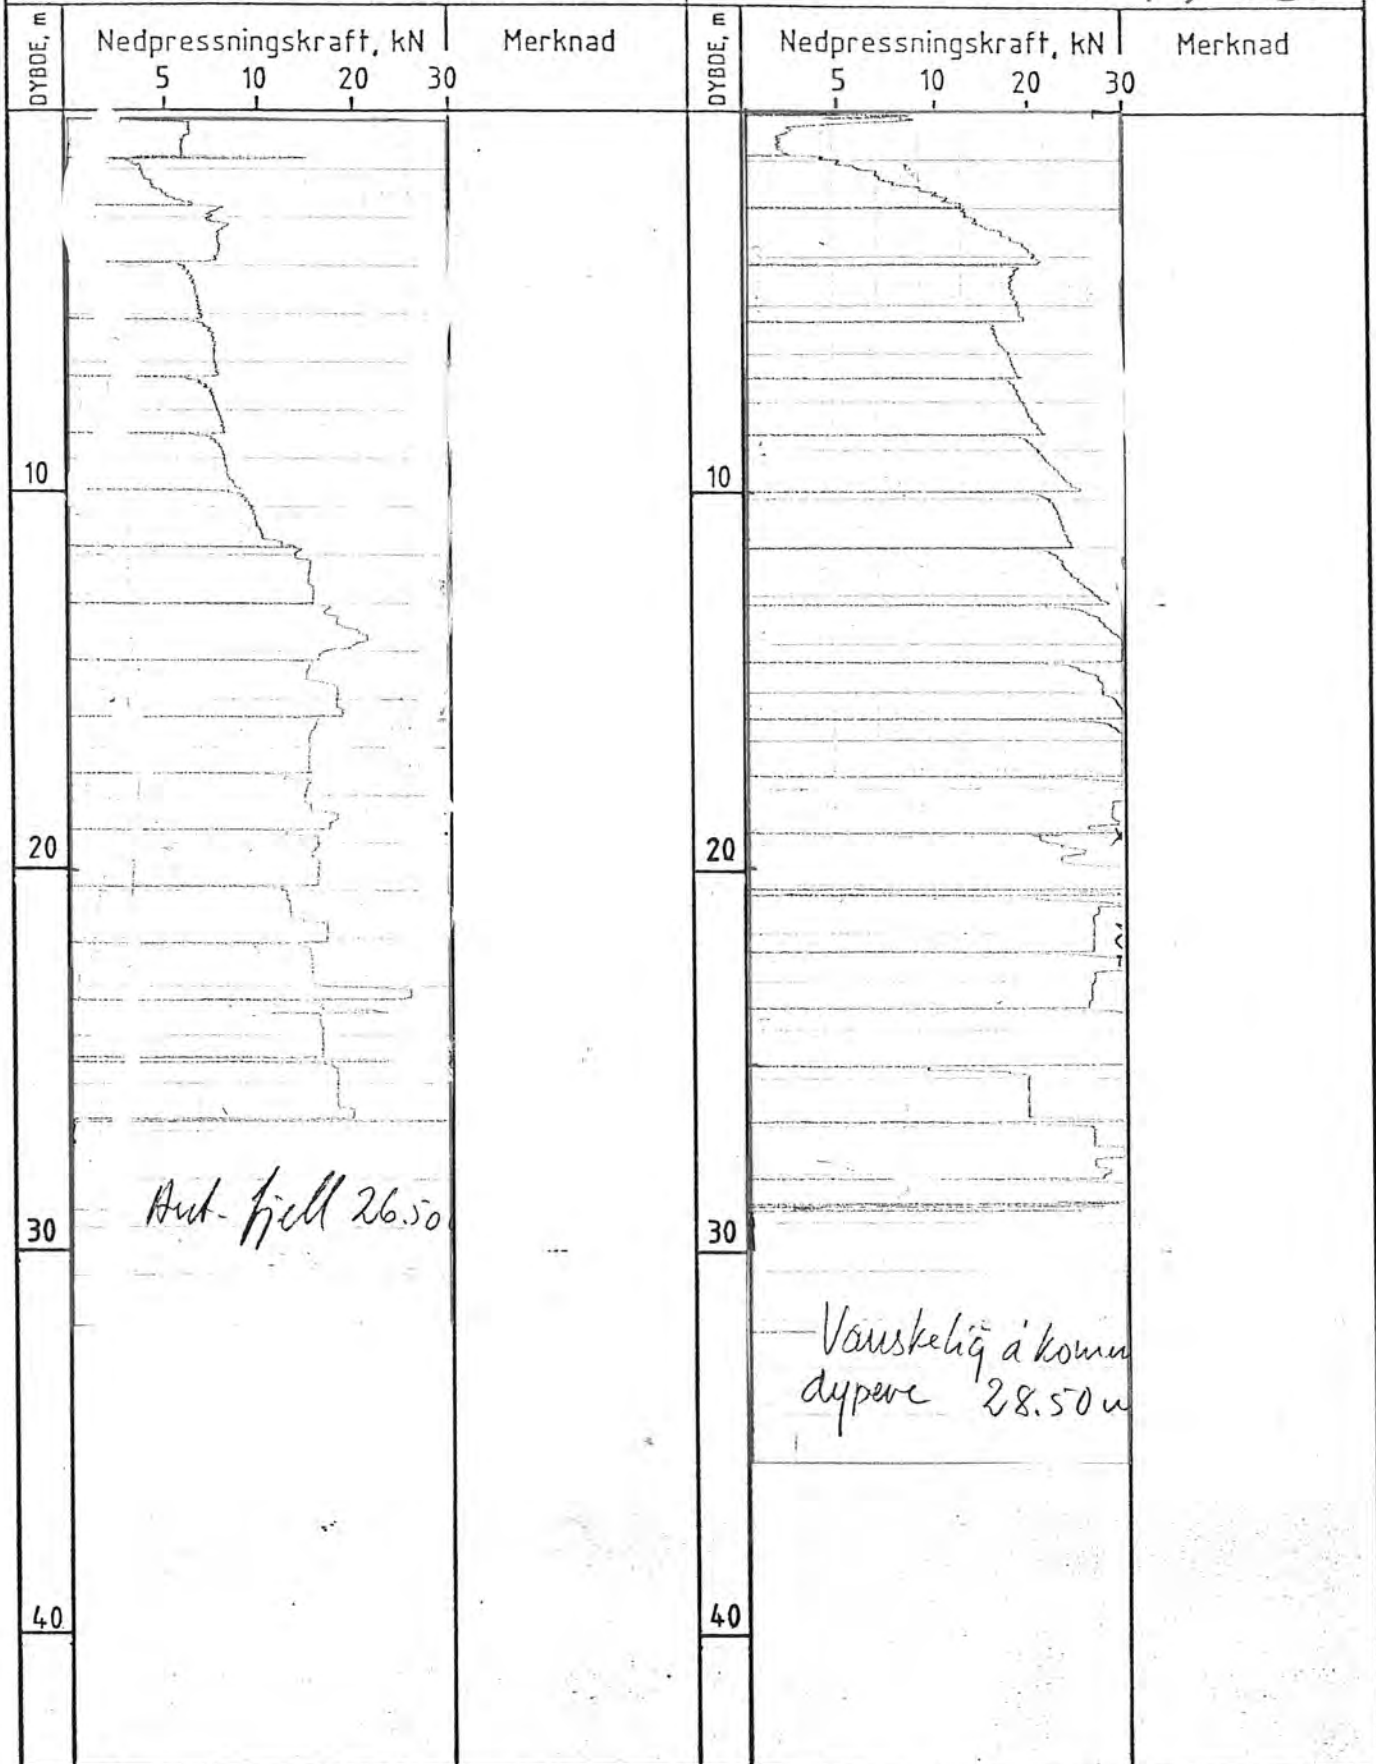 DYBDE, m
Nedpressningskraft, kN
Merknad
5 10 20 30
10
20
30
40
Ant. fjell 26.50
DYBDE, m
Nedpressningskraft, kN
Merknad
5 10 20 30
10
20
30
40
Vanskelig å komm
dypere 28.50 m